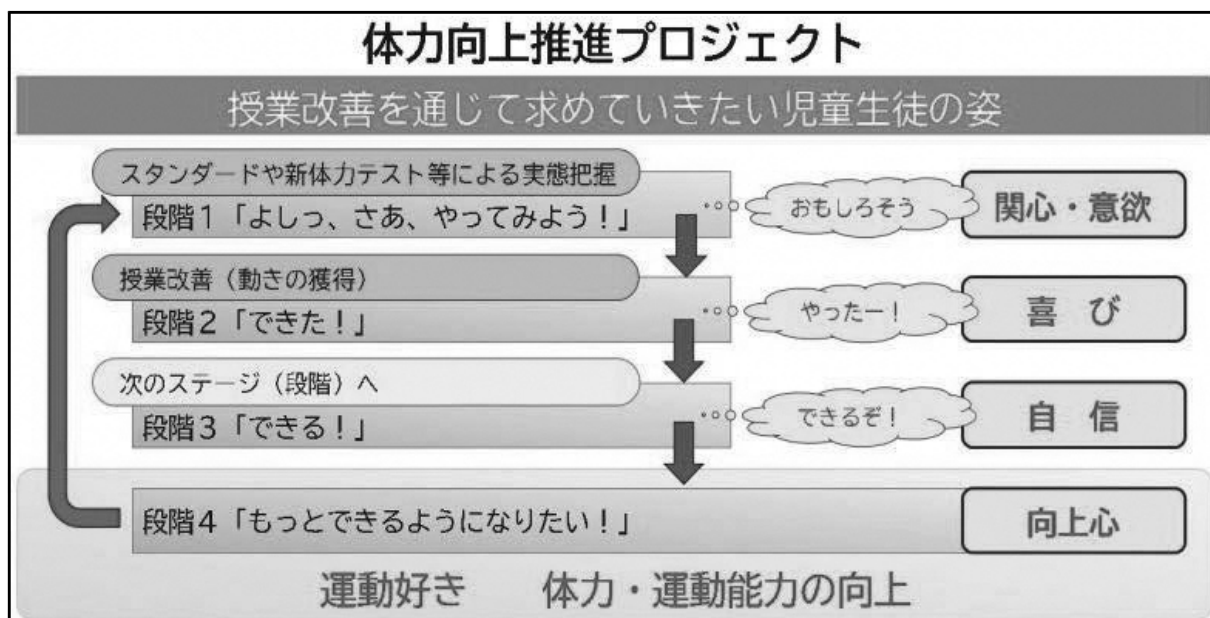 体力向上推進プロジェクト
授業改善を通じて求めていきたい児童生徒の姿
スタンダードや新体力テスト等による実態把握
段階1「よしっ、さあ、やってみよう！」
おもしろそう
関心・意欲
授業改善（動きの獲得）
段階2「できた！」
やったー！
喜 び
次のステージ（段階）へ
段階3「できる！」
できるぞ！
自 信
段階4「もっとできるようになりたい！」
向上心
運動好き 体力・運動能力の向上